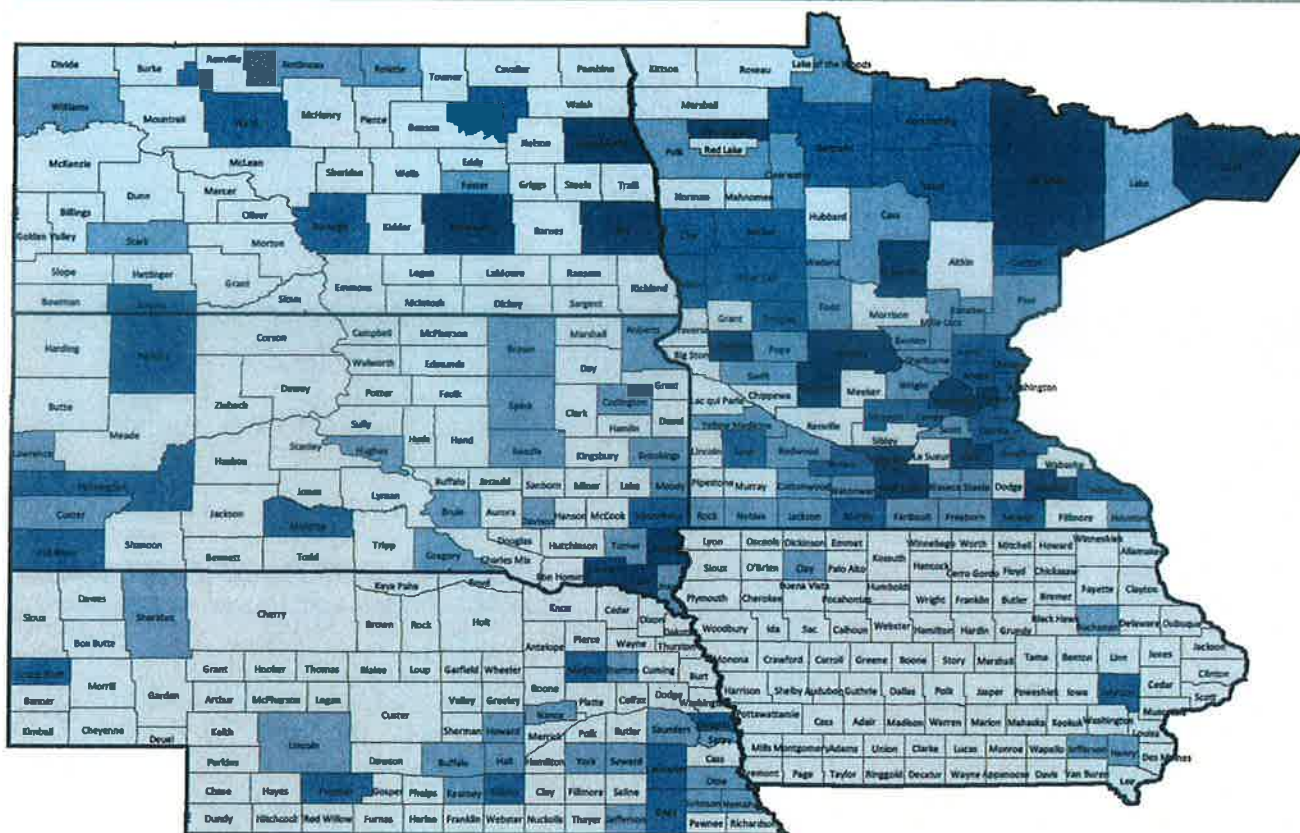 Divide
Burke
Renville
Bottineau
Rolette
Towner
Cavalier
Pembina
Kittson
Roseau
Lake of the Woods
Williams
Mountrail
Ward
McHenry
Pierce
Benson
Walsh
Marshall
Nelson
Polk
Red Lake
McKenzie
McLean
Sheridan
Wells
Eddy
Foster
Griggs
Steele
Traill
Norman
Mahnomen
Clearwater
Lake
Dunn
Mercer
Oliver
Billings
Golden Valley
Stark
Morton
Kidder
Barnes
Hubbard
Cass
Aitkin
Slope
Hettinger
Grant
Sioux
Emmons
Logan
LaMoure
Ransom
Richland
Bowman
McIntosh
Dickey
Sargent
Grant
Todd
Morrison
Mille Lacs
Pine
Harding
Corson
Campbell
McPherson
Brown
Marshall
Roberts
Traverse
Big Stone
Pope
Benton
Sherburne
Walworth
Edmunds
Day
Swift
Butte
Ziebach
Dewey
Potter
Faulk
Spink
Clark
Codington
Grant
Lac qui Parle
Chippewa
Meeker
Wright
Washington
Meade
Sully
Hyde
Hand
Hamlin
Deuel
Yellow Medicine
Renville
Sibley
Scott
Lawrence
Haakon
Stanley
Hughes
Beadle
Kingsbury
Brookings
Lincoln
Redwood
Le Sueur
Wabasha
Custer
Jackson
Jones
Lyman
Buffalo
Jerauld
Sanborn
Miner
Lake
Moody
Pipestone
Murray
Cottonwood
Watonwan
Waseca
Steele
Dodge
Shannon
Bennett
Todd
Tripp
Brule
Aurora
Davison
Hanson
McCook
Rock
Nobles
Jackson
Faribault
Freeborn
Fillmore
Houston
Gregory
Charles Mix
Douglas
Hutchinson
Turner
Bon Homme
Lyon
Osceola
Dickinson
Emmet
Kossuth
Winnebago
Worth
Mitchell
Howard
Winneshiek
Allamakee
Sioux
O'Brien
Clay
Palo Alto
Hancock
Cerro Gordo
Floyd
Chickasaw
Fayette
Clayton
Plymouth
Cherokee
Buena Vista
Pocahontas
Humboldt
Wright
Franklin
Butler
Bremer
Black Hawk
Buchanan
Delaware
Dubuque
Woodbury
Ida
Sac
Calhoun
Webster
Hamilton
Hardin
Grundy
Sioux
Dawes
Box Butte
Sheridan
Cherry
Keya Paha
Boyd
Brown
Rock
Holt
Knox
Cedar
Dixon
Dakota
Antelope
Pierce
Wayne
Thurston
Monona
Crawford
Carroll
Greene
Boone
Story
Marshall
Tama
Benton
Linn
Jones
Jackson
Clinton
Banner
Morrill
Garden
Grant
Hooker
Thomas
Blaine
Loup
Garfield
Wheeler
Boone
Madison
Stanton
Cuming
Burt
Harrison
Shelby
Audubon
Guthrie
Dallas
Polk
Jasper
Poweshiek
Iowa
Johnson
Cedar
Scott
Kimball
Cheyenne
Deuel
Arthur
McPherson
Logan
Custer
Valley
Greeley
Nance
Platte
Colfax
Dodge
Washington
Pottawattamie
Cass
Adair
Madison
Warren
Marion
Mahaska
Keokuk
Washington
Louisa
Keith
Lincoln
Sherman
Howard
Merrick
Polk
Butler
Saunders
Sarpy
Mills
Montgomery
Adams
Union
Clarke
Lucas
Monroe
Wapello
Jefferson
Henry
Des Moines
Perkins
Dawson
Buffalo
Hall
Hamilton
York
Seward
Cass
Page
Taylor
Ringgold
Decatur
Wayne
Appanoose
Davis
Van Buren
Lee
Chase
Hayes
Gosper
Phelps
Kearney
Clay
Fillmore
Saline
Otoe
Dundy
Hitchcock
Red Willow
Furnas
Harlan
Franklin
Webster
Nuckolls
Thayer
Jefferson
Johnson
Pawnee
Richardson